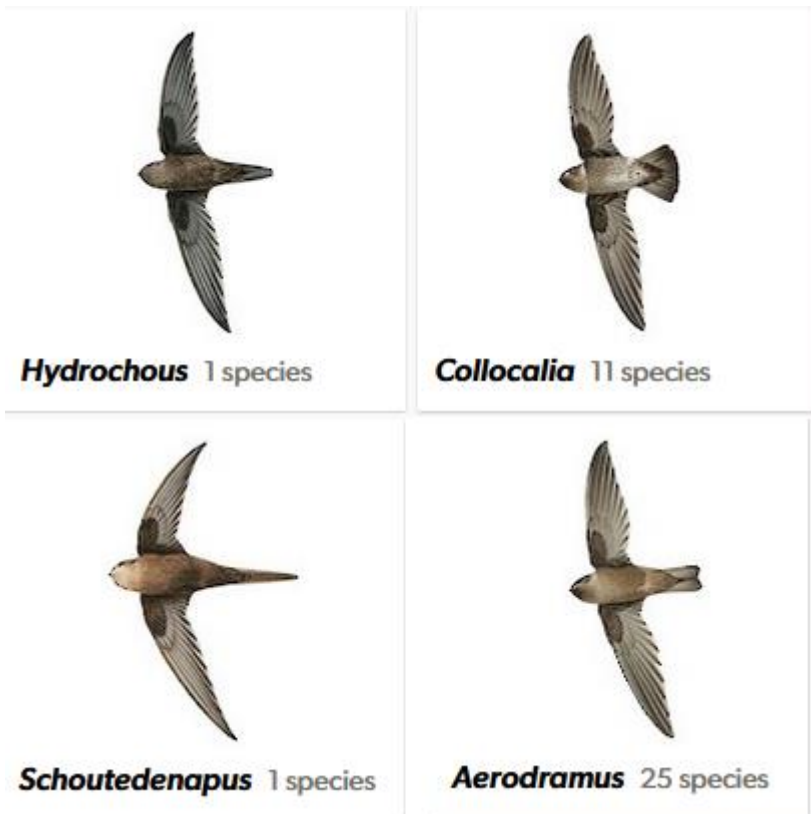 Hydrochous 1 species
Collocalia 11 species
Schoutedenapus 1 species
Aerodramus 25 species